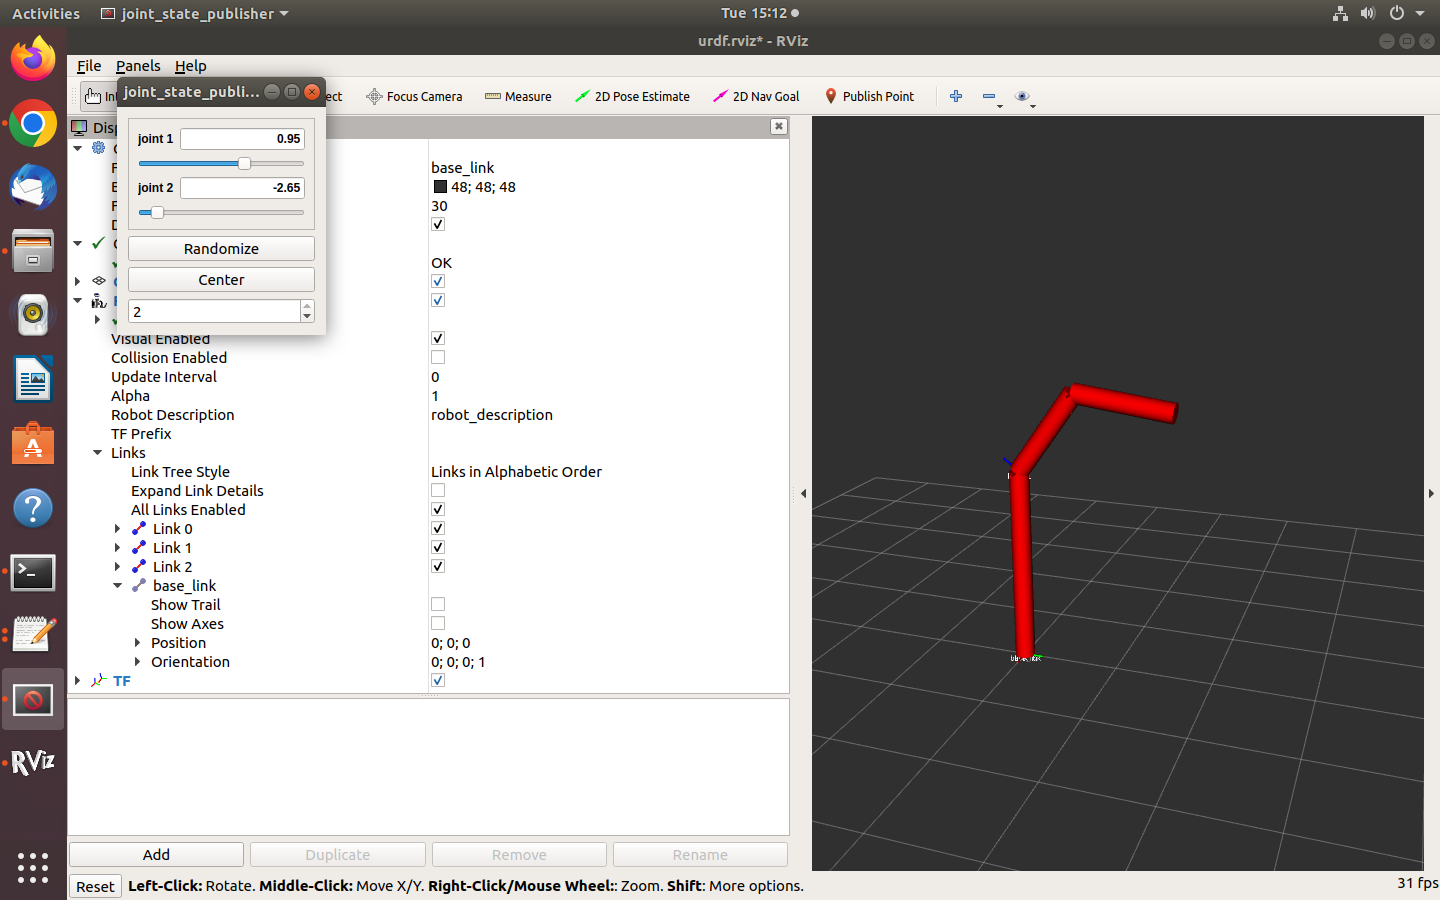 Activities joint_state_publisher Tue 15:12
urdf.rviz* - RViz
File Panels Help
joint_state_publi...
Focus Camera Measure 2D Pose Estimate 2D Nav Goal Publish Point
joint 1 0.95
joint 2 -2.65
Randomize
Center
2
base_link
48; 48; 48
30
OK
Visual Enabled
Collision Enabled
Update Interval 0
Alpha 1
Robot Description robot_description
TF Prefix
Links
Link Tree Style Links in Alphabetic Order
Expand Link Details
All Links Enabled
Link 0
Link 1
Link 2
base_link
Show Trail
Show Axes
Position 0; 0; 0
Orientation 0; 0; 0; 1
TF
Add Duplicate Remove Rename
Reset Left-Click: Rotate. Middle-Click: Move X/Y. Right-Click/Mouse Wheel:: Zoom. Shift: More options. 31 fps
RViz